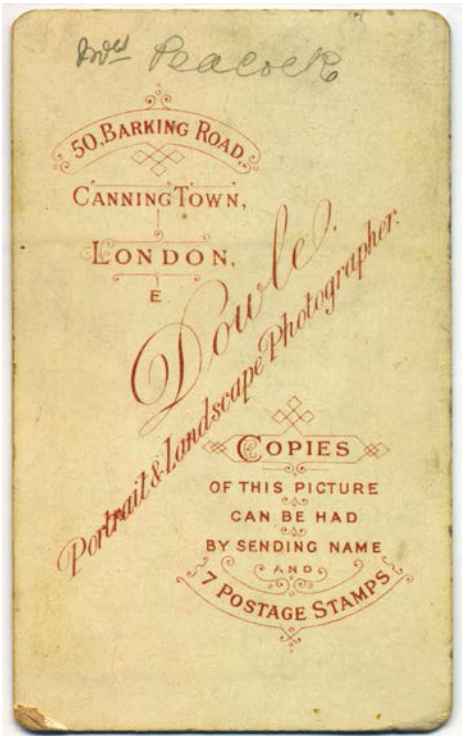 Mrs Peacock
50, BARKING ROAD,
CANNING TOWN,
LONDON,
E.
Dowle.
Portrait & Landscape Photographer.
COPIES
OF THIS PICTURE
CAN BE HAD
BY SENDING NAME
AND
7 POSTAGE STAMPS